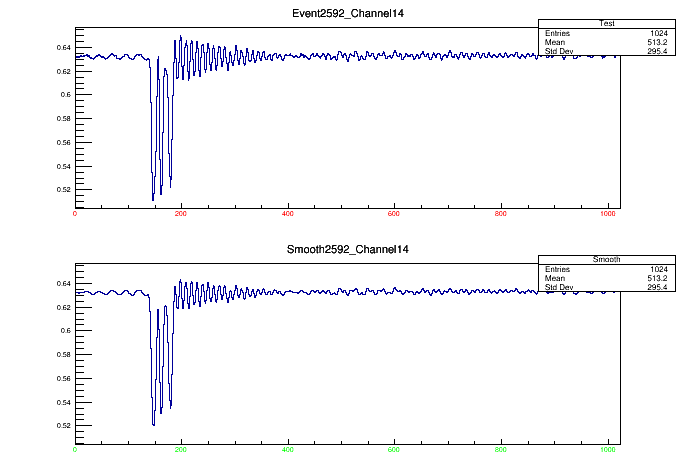 Event2592_Channel14
Test
Entries 1024
Mean 513.2
Std Dev 295.4
0.64
0.62
0.6
0.58
0.56
0.54
0.52
0 200 400 600 800 1000
Smooth2592_Channel14
Smooth
Entries 1024
Mean 513.2
Std Dev 295.4
0.64
0.62
0.6
0.58
0.56
0.54
0.52
0 200 400 600 800 1000